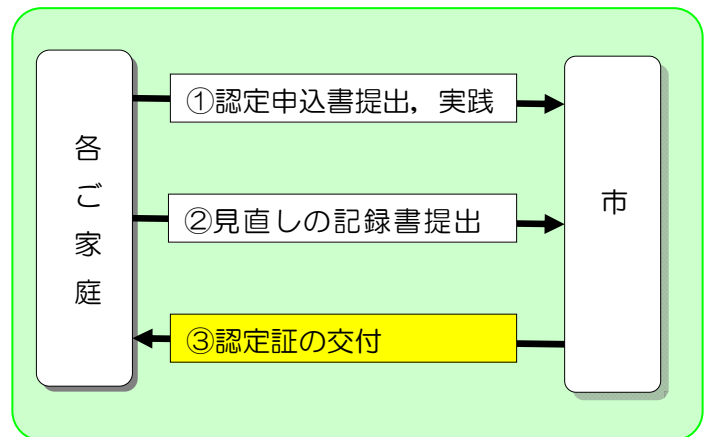 各ご家庭
①認定申込書提出，実践
②見直しの記録書提出
③認定証の交付
市